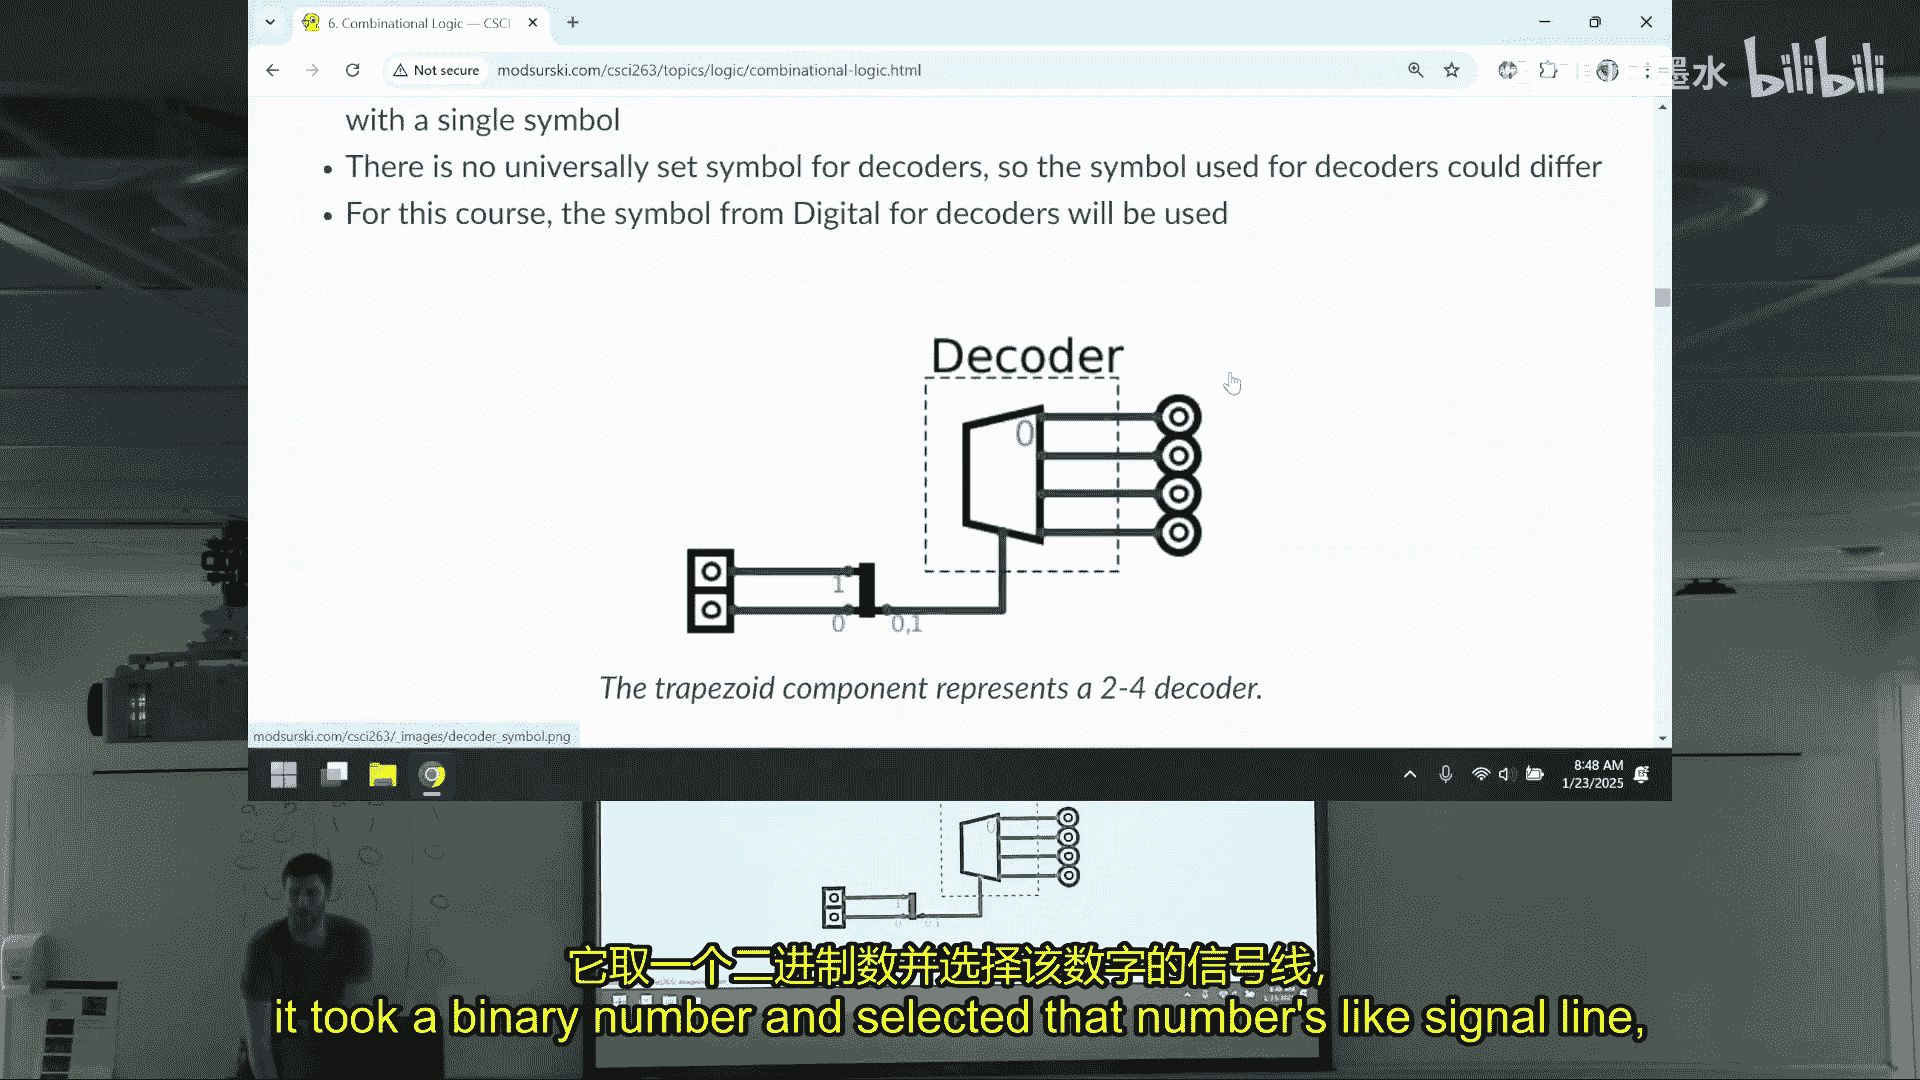 6. Combinational Logic — CSCI
Not secure
modsurski.com/csci263/topics/logic/combinational-logic.html
墨水 bilibili
with a single symbol
There is no universally set symbol for decoders, so the symbol used for decoders could differ
For this course, the symbol from Digital for decoders will be used
Decoder
0
1
0
0,1
The trapezoid component represents a 2-4 decoder.
modsurski.com/csci263/_images/decoder_symbol.png
8:48 AM
1/23/2025
它取一个二进制数并选择该数字的信号线,
it took a binary number and selected that number's like signal line,